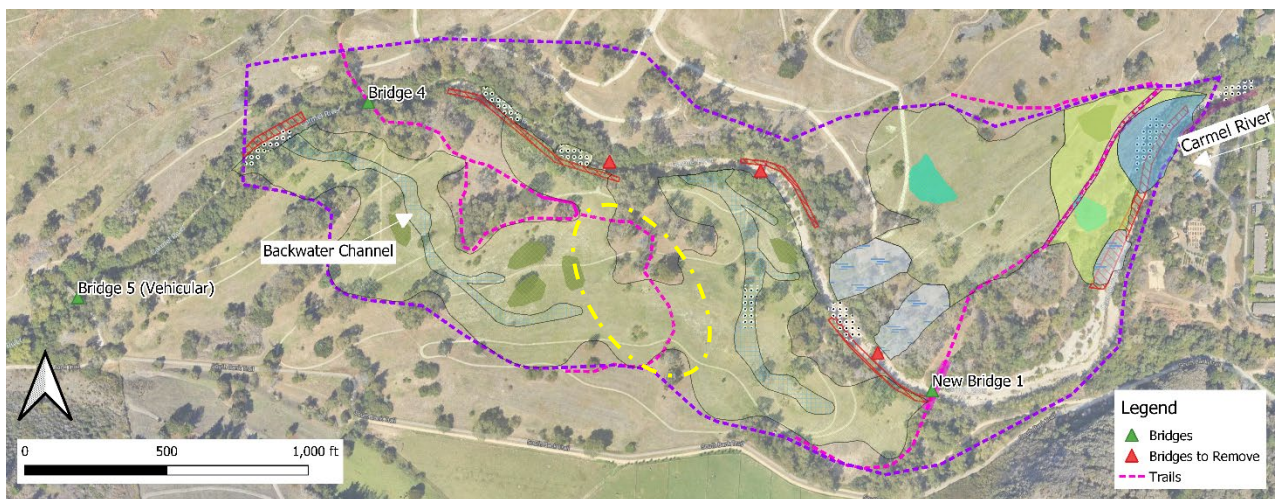 Bridge 4
Carmel River
Backwater Channel
Bridge 5 (Vehicular)
New Bridge 1
0 500 1,000 ft
Legend
Bridges
Bridges to Remove
Trails